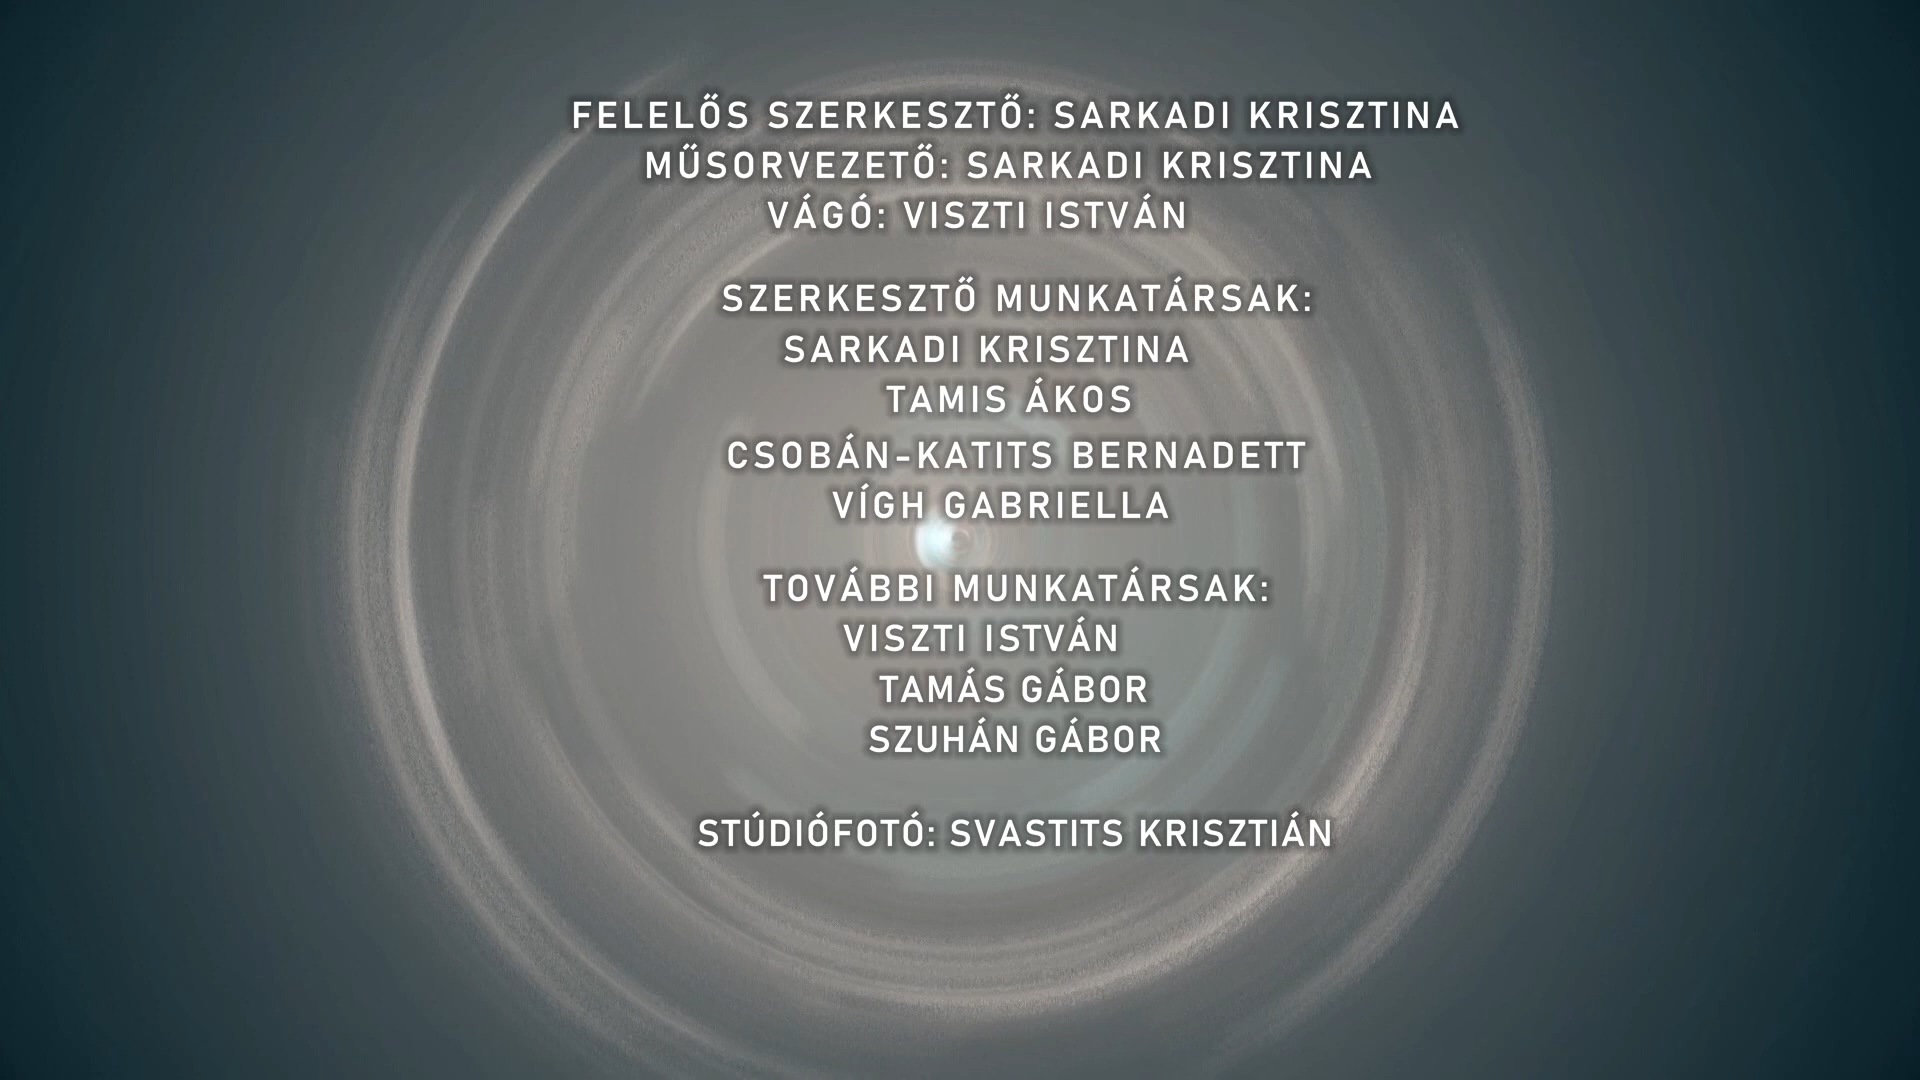 FELELŐS SZERKESZTŐ: SARKADI KRISZTINA
MŰSORVEZETŐ: SARKADI KRISZTINA
VÁGÓ: VISZTI ISTVÁN
SZERKESZTŐ MUNKATÁRSAK:
SARKADI KRISZTINA
TAMIS ÁKOS
CSOBÁN-KATITS BERNADETT
VÍGH GABRIELLA
TOVÁBBI MUNKATÁRSAK:
VISZTI ISTVÁN
TAMÁS GÁBOR
SZUHÁN GÁBOR
STÚDIÓFOTÓ: SVASTITS KRISZTIÁN